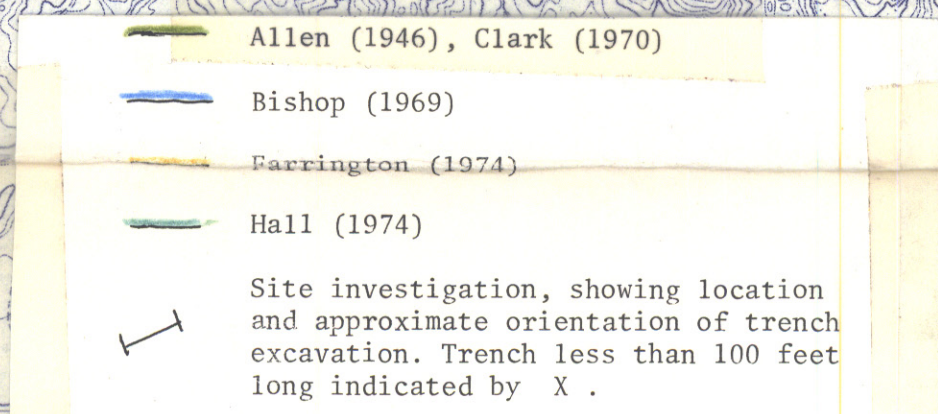 Allen (1946), Clark (1970)
Bishop (1969)
Farrington (1974)
Hall (1974)
Site investigation, showing location
and approximate orientation of trench
excavation. Trench less than 100 feet
long indicated by X .